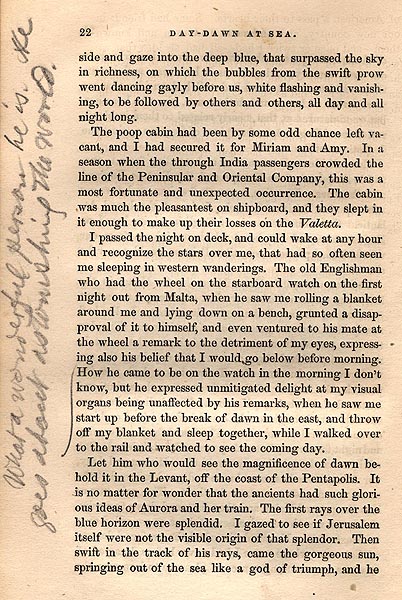 22 DAY-DAWN AT SEA.
side and gaze into the deep blue, that surpassed the sky
in richness, on which the bubbles from the swift prow
went dancing gayly before us, white flashing and vanish-
ing, to be followed by others and others, all day and all
night long.
The poop cabin had been by some odd chance left va-
cant, and I had secured it for Miriam and Amy. In a
season when the through India passengers crowded the
line of the Peninsular and Oriental Company, this was a
most fortunate and unexpected occurrence. The cabin
was much the pleasantest on shipboard, and they slept in
it enough to make up their losses on the Valetta.
I passed the night on deck, and could wake at any hour
and recognize the stars over me, that had so often seen
me sleeping in western wanderings. The old Englishman
who had the wheel on the starboard watch on the first
night out from Malta, when he saw me rolling a blanket
around me and lying down on a bench, grunted a disap-
proval of it to himself, and even ventured to his mate at
the wheel a remark to the detriment of my eyes, express-
ing also his belief that I would go below before morning.
How he came to be on the watch in the morning I don't
know, but he expressed unmitigated delight at my visual
organs being unaffected by his remarks, when he saw me
start up before the break of dawn in the east, and throw
off my blanket and sleep together, while I walked over
to the rail and watched to see the coming day.
Let him who would see the magnificence of dawn be-
hold it in the Levant, off the coast of the Pentapolis. It
is no matter for wonder that the ancients had such glori-
ous ideas of Aurora and her train. The first rays over the
blue horizon were splendid. I gazed to see if Jerusalem
itself were not the visible origin of that splendor. Then
swift in the track of his rays, came the gorgeous sun,
springing out of the sea like a god of triumph, and he
What a wonderful person he is. He
goes about astonishing the world.